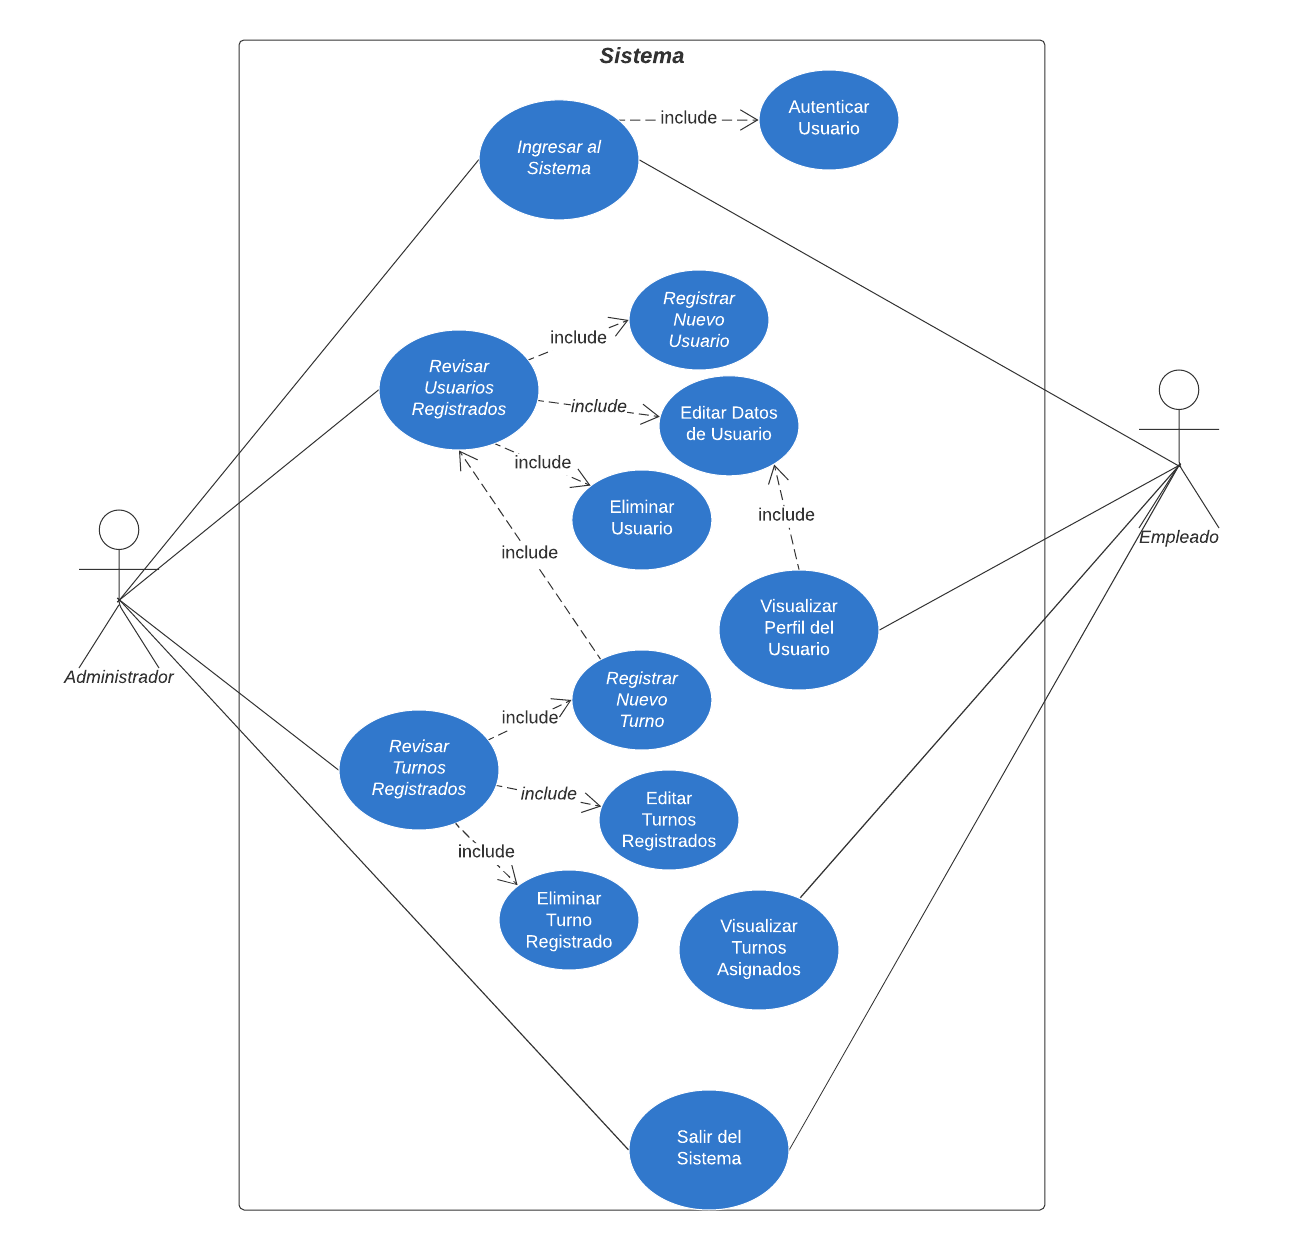 Sistema
Autenticar
Usuario
include
Ingresar al
Sistema
Registrar
Nuevo
Usuario
include
Revisar
Usuarios
Registrados
include
Editar Datos
de Usuario
include
Eliminar
Usuario
include
Empleado
include
Visualizar
Perfil del
Usuario
Administrador
Registrar
Nuevo
Turno
include
Revisar
Turnos
Registrados
include
Editar
Turnos
Registrados
include
Eliminar
Turno
Registrado
Visualizar
Turnos
Asignados
Salir del
Sistema